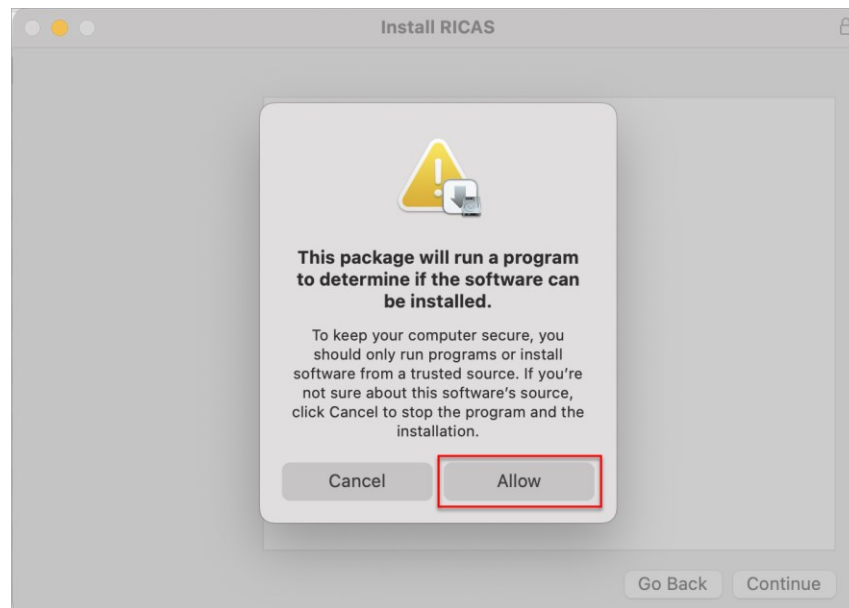 Install RICAS
This package will run a program
to determine if the software can
be installed.
To keep your computer secure, you
should only run programs or install
software from a trusted source. If you’re
not sure about this software’s source,
click Cancel to stop the program and the
installation.
Cancel Allow
Go Back Continue